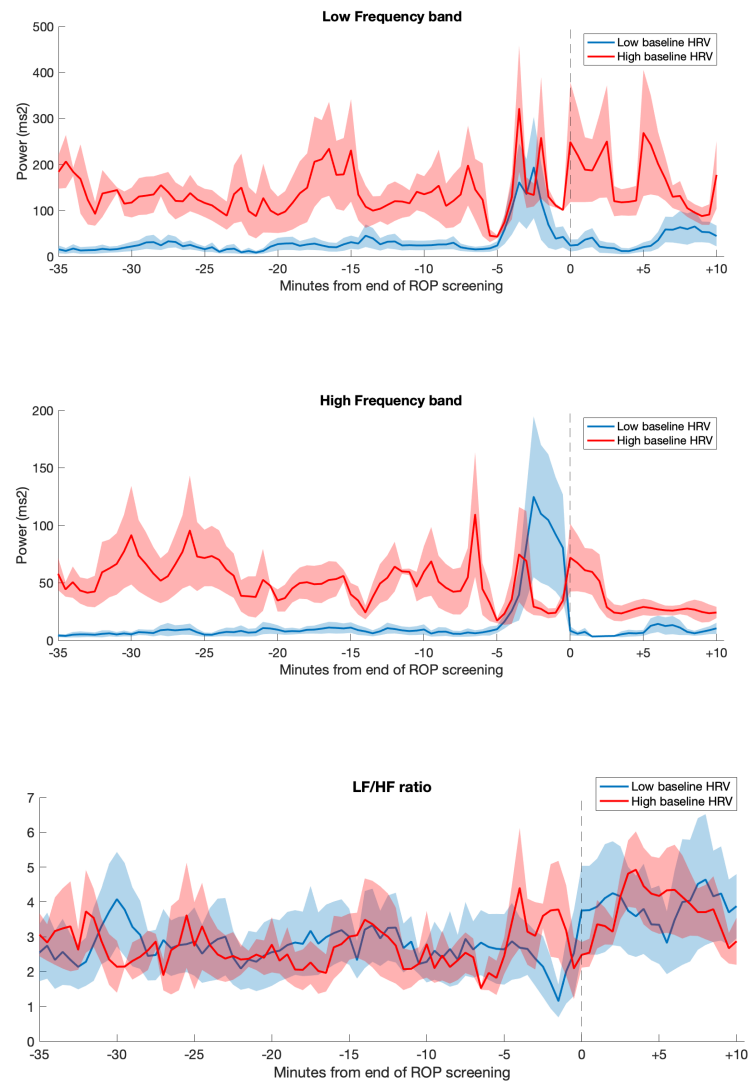 Low Frequency band
500
400
300
200
100
0
Power (ms2)
Low baseline HRV
High baseline HRV
-35 -30 -25 -20 -15 -10 -5 0 +5 +10
Minutes from end of ROP screening
High Frequency band
200
150
100
50
0
Power (ms2)
Low baseline HRV
High baseline HRV
-35 -30 -25 -20 -15 -10 -5 0 +5 +10
Minutes from end of ROP screening
LF/HF ratio
7
6
5
4
3
2
1
0
Low baseline HRV
High baseline HRV
-35 -30 -25 -20 -15 -10 -5 0 +5 +10
Minutes from end of ROP screening